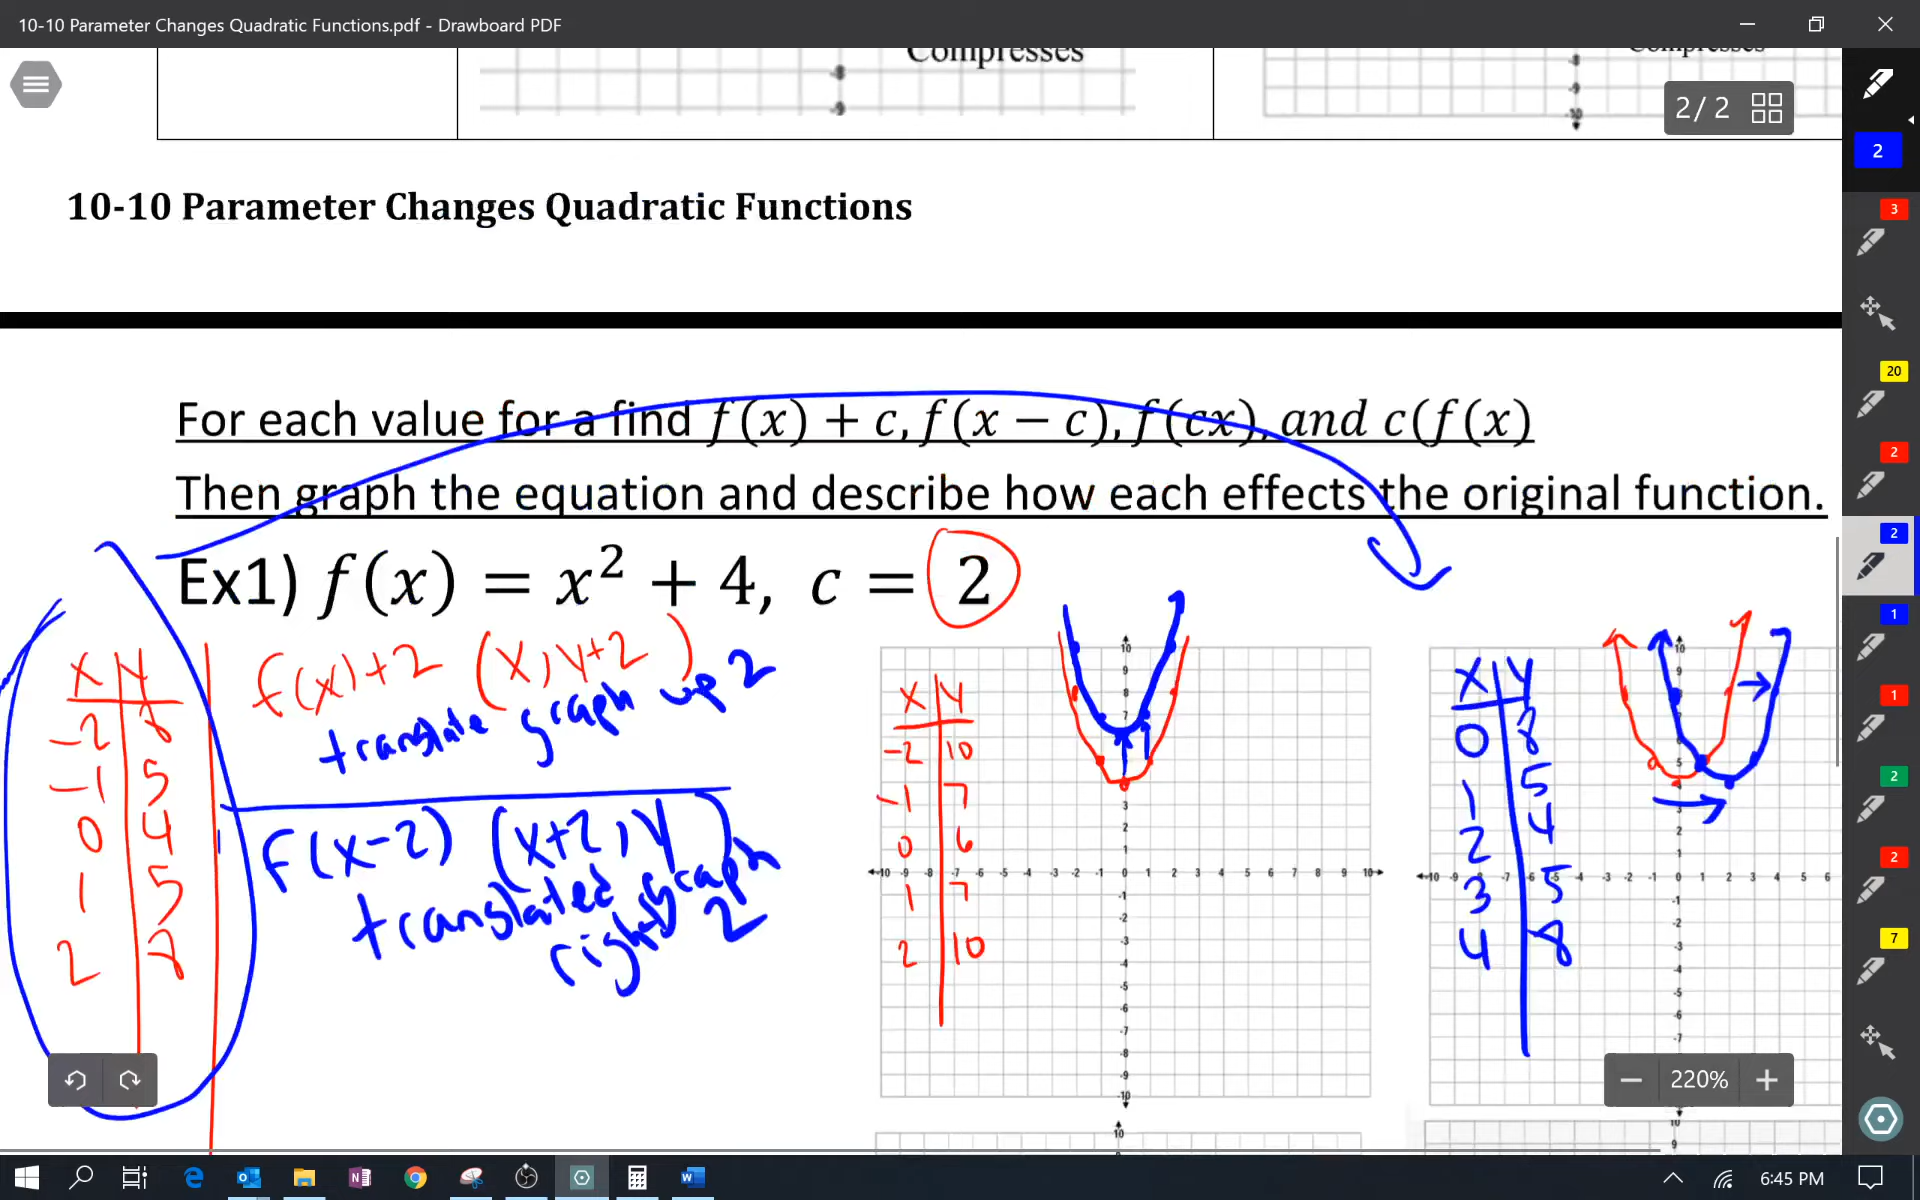 10-10 Parameter Changes Quadratic Functions.pdf - Drawboard PDF
Compresses
Compresses
2 / 2
10-10 Parameter Changes Quadratic Functions
For each value for a find f(x) + c, f(x − c), f(cx), and c(f(x)
Then graph the equation and describe how each effects the original function.
Ex1) f(x) = x² + 4, c = 2
f(x)+2 (x, y+2)
translate graph up 2
f(x-2) (x+2, y)
translated graph
right 2
x y
-2 8
-1 5
0 4
1 5
2 8
x y
-2 10
-1 7
0 6
1 7
2 10
x y
0 8
1 5
2 4
3 5
4 8
220%
6:45 PM